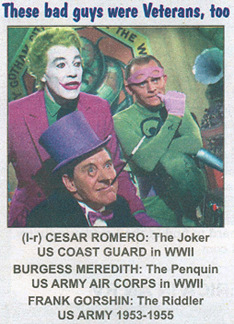 These bad guys were Veterans, too
GOTHAM
(l-r) CESAR ROMERO: The Joker
US COAST GUARD in WWII
BURGESS MEREDITH: The Penquin
US ARMY AIR CORPS in WWII
FRANK GORSHIN: The Riddler
US ARMY 1953-1955